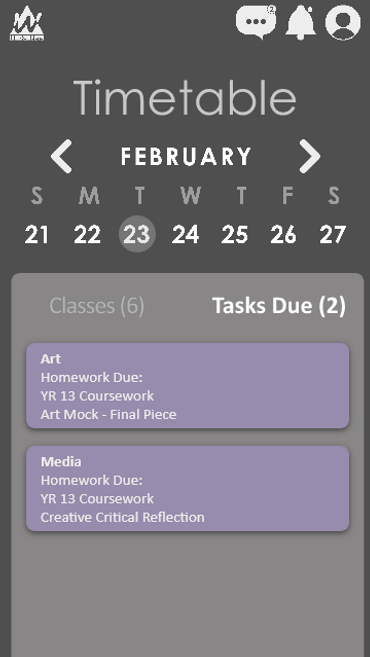 Timetable
FEBRUARY
S M T W T F S
21 22 23 24 25 26 27
Classes (6) Tasks Due (2)
Art
Homework Due:
YR 13 Coursework
Art Mock - Final Piece
Media
Homework Due:
YR 13 Coursework
Creative Critical Reflection